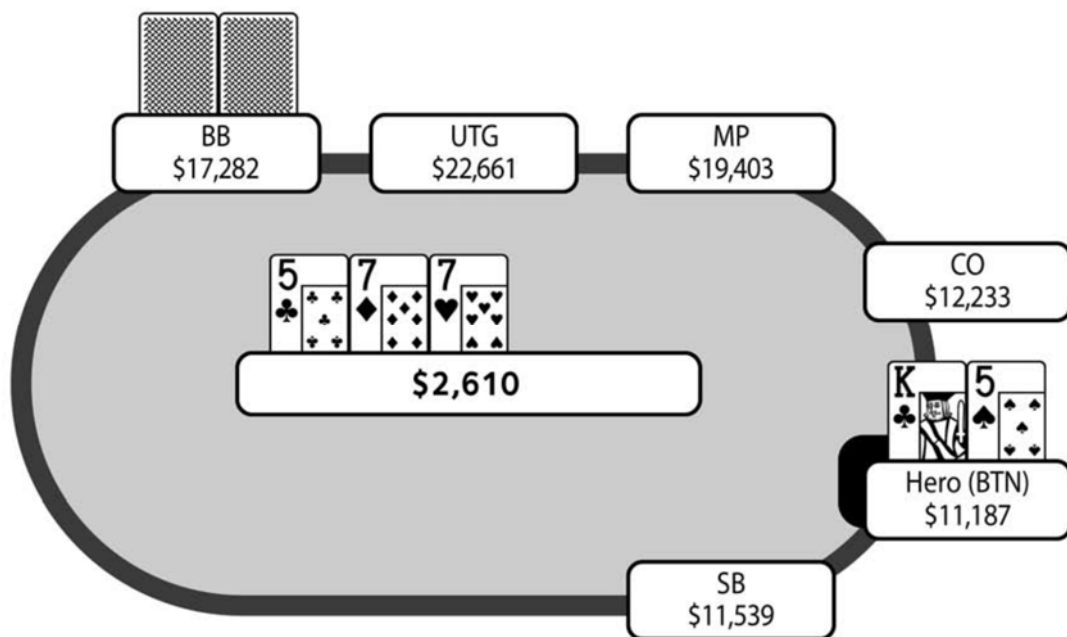 BB
$17,282
UTG
$22,661
MP
$19,403
CO
$12,233
5 7 7
$2,610
K 5
Hero (BTN)
$11,187
SB
$11,539